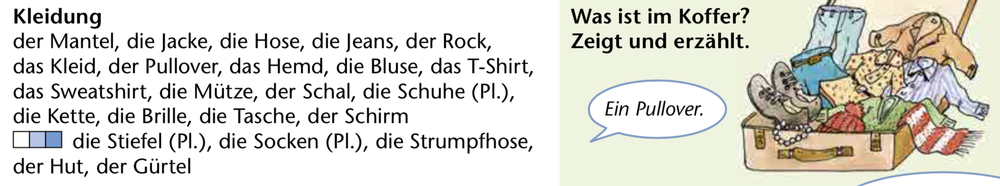 Kleidung
der Mantel, die Jacke, die Hose, die Jeans, der Rock,
das Kleid, der Pullover, das Hemd, die Bluse, das T-Shirt,
das Sweatshirt, die Mütze, der Schal, die Schuhe (Pl.),
die Kette, die Brille, die Tasche, der Schirm
die Stiefel (Pl.), die Socken (Pl.), die Strumpfhose,
der Hut, der Gürtel
Was ist im Koffer?
Zeigt und erzählt.
Ein Pullover.